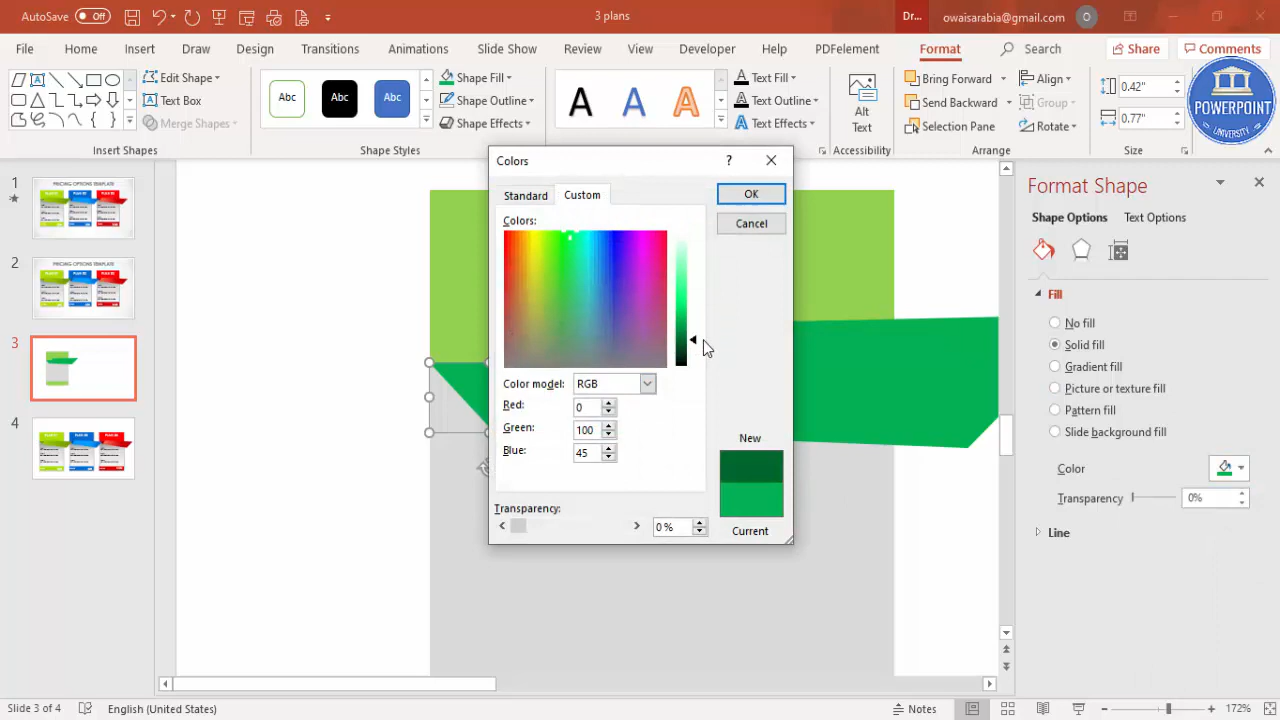 AutoSave Off
3 plans
Dr...
owaisarabia@gmail.com
O
File Home Insert Draw Design Transitions Animations Slide Show Review View Developer Help PDFelement Format Search Share Comments
Edit Shape
Text Box
Merge Shapes
Insert Shapes
Abc Abc Abc
Shape Fill
Shape Outline
Shape Effects
Shape Styles
A A A
Text Fill
Text Outline
Text Effects
Alt
Text
Accessibility
Bring Forward
Send Backward
Selection Pane
Align
Group
Rotate
Arrange
0.42"
0.77"
Size
POWERPOINT
UNIVERSITY
1
PRICING OPTIONS TEMPLATE
2
PRICING OPTIONS TEMPLATE
3
4
Colors
?
Standard Custom
Colors:
OK
Cancel
Color model: RGB
Red: 0
Green: 100
Blue: 45
Transparency:
0 %
New
Current
Format Shape
Shape Options Text Options
Fill
No fill
Solid fill
Gradient fill
Picture or texture fill
Pattern fill
Slide background fill
Color
Transparency 0%
Line
Slide 3 of 4 English (United States) Notes 172%